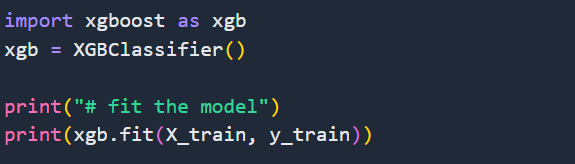 import xgboost as xgb
xgb = XGBClassifier()
print("# fit the model")
print(xgb.fit(X_train, y_train))